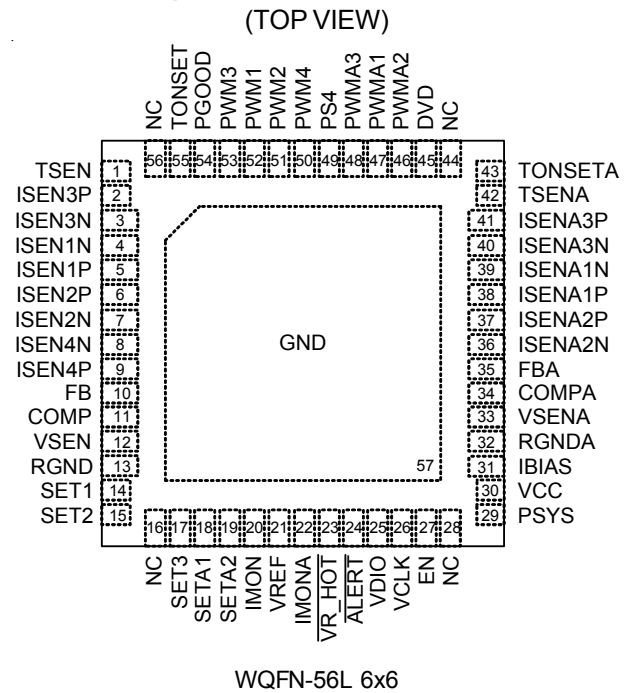 (TOP VIEW)
NC
TONSET
PGOOD
PWM3
PWM1
PWM2
PWM4
PS4
PWMA3
PWMA1
PWMA2
DVD
NC
56 55 54 53 52 51 50 49 48 47 46 45 44
TSEN 1
ISEN3P 2
ISEN3N 3
ISEN1N 4
ISEN1P 5
ISEN2P 6
ISEN2N 7
ISEN4N 8
ISEN4P 9
FB 10
COMP 11
VSEN 12
RGND 13
SET1 14
SET2 15
GND
57
43 TONSETA
42 TSENA
41 ISENA3P
40 ISENA3N
39 ISENA1N
38 ISENA1P
37 ISENA2P
36 ISENA2N
35 FBA
34 COMPA
33 VSENA
32 RGNDA
31 IBIAS
30 VCC
29 PSYS
16 17 18 19 20 21 22 23 24 25 26 27 28
NC
SET3
SETA1
SETA2
IMON
VREF
IMONA
VR_HOT
ALERT
VDIO
VCLK
EN
NC
WQFN-56L 6x6